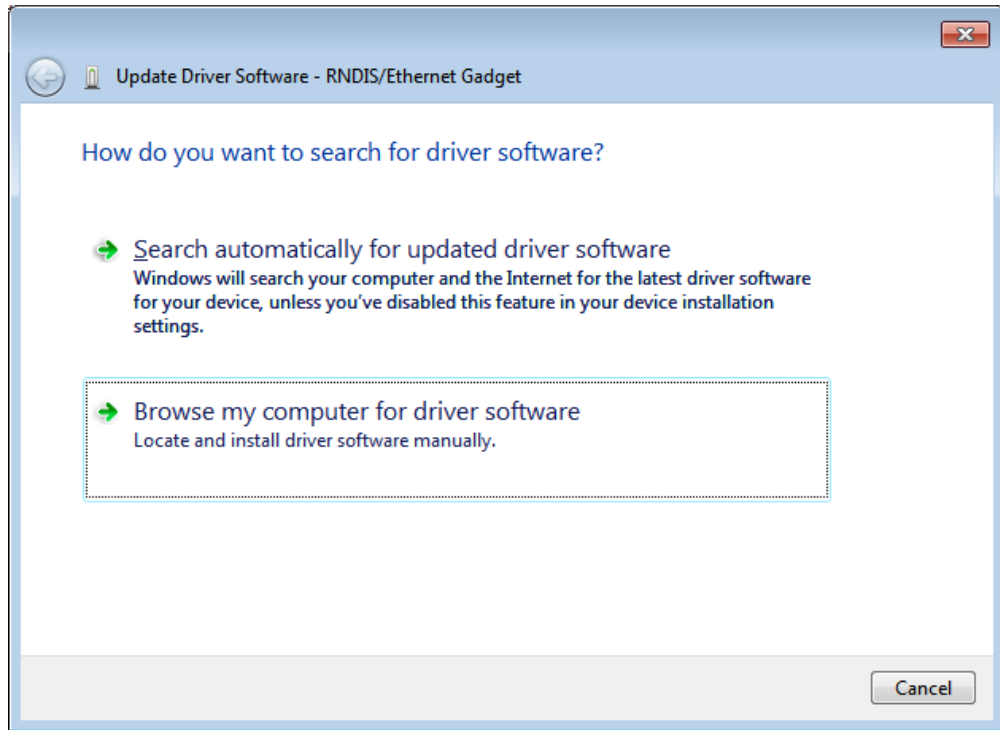 Update Driver Software - RNDIS/Ethernet Gadget
How do you want to search for driver software?
Search automatically for updated driver software
Windows will search your computer and the Internet for the latest driver software
for your device, unless you've disabled this feature in your device installation
settings.
Browse my computer for driver software
Locate and install driver software manually.
Cancel